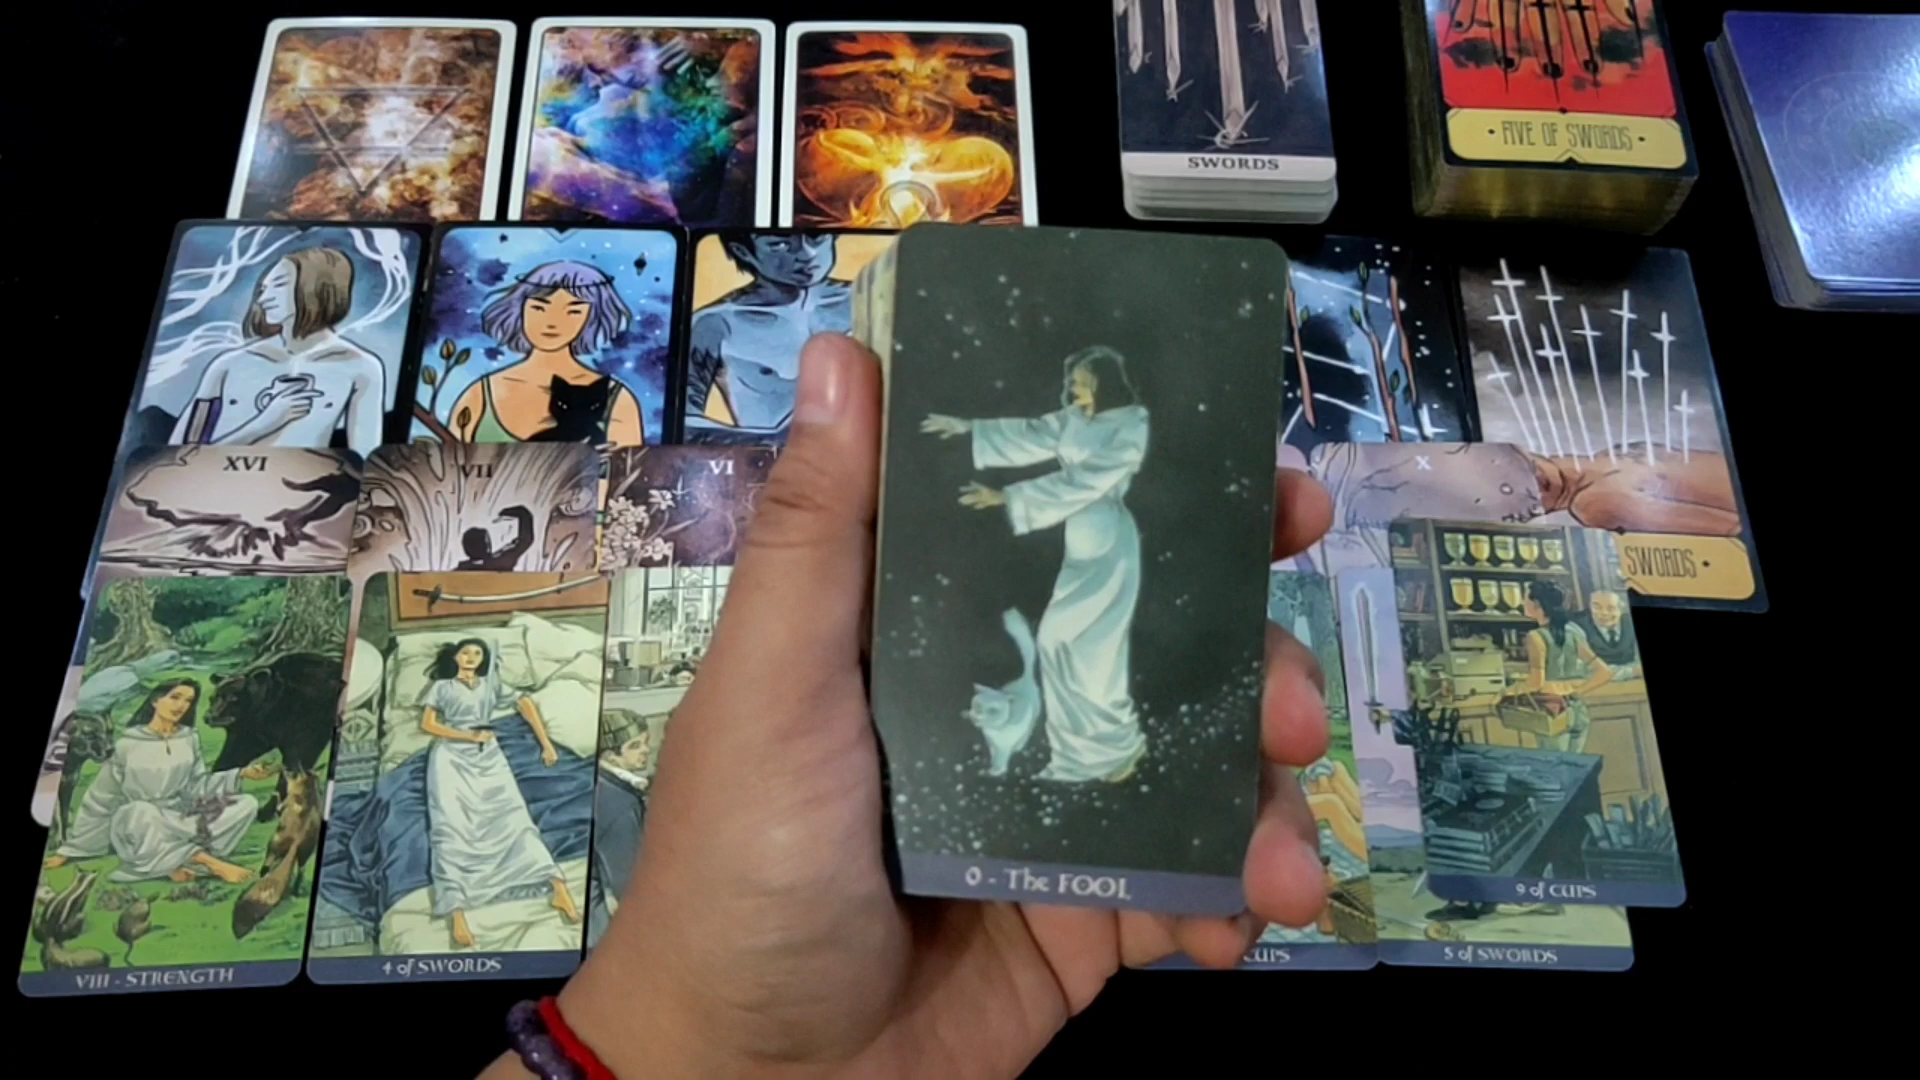 SWORDS
• FIVE OF SWORDS •
XVI
VII
VI
X
SWORDS •
0 - The FOOL
9 of CUPS
VIII - STRENGTH
4 of SWORDS
CUPS
5 of SWORDS